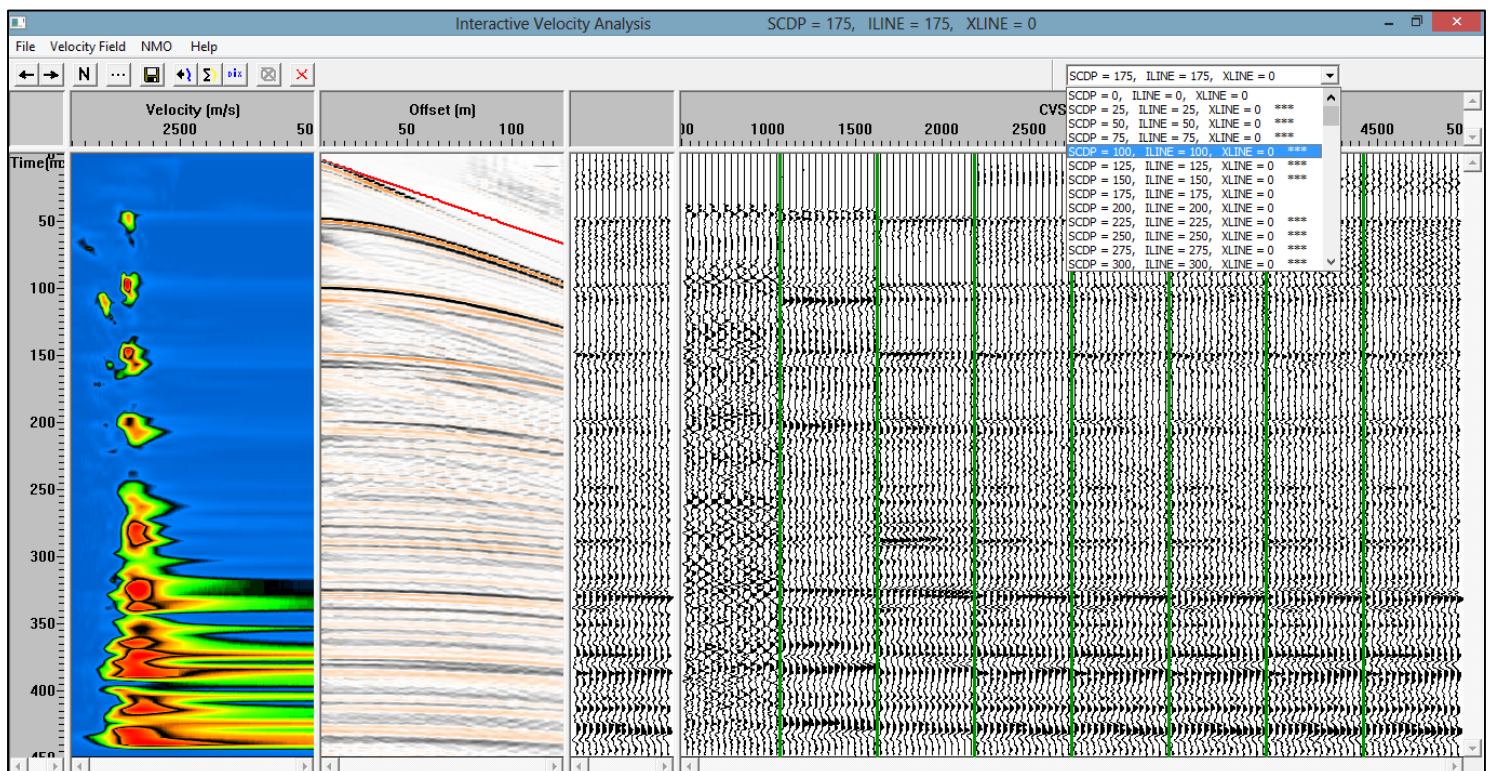 Interactive Velocity Analysis SCDP = 175, ILINE = 175, XLINE = 0
File Velocity Field NMO Help
N ... Σ dix
SCDP = 175, ILINE = 175, XLINE = 0
Velocity (m/s) Offset (m) CVS
2500 50 50 100 00 1000 1500 2000 2500 4500 50
SCDP = 0, ILINE = 0, XLINE = 0
SCDP = 25, ILINE = 25, XLINE = 0 ***
SCDP = 50, ILINE = 50, XLINE = 0 ***
SCDP = 75, ILINE = 75, XLINE = 0 ***
SCDP = 100, ILINE = 100, XLINE = 0 ***
SCDP = 125, ILINE = 125, XLINE = 0 ***
SCDP = 150, ILINE = 150, XLINE = 0 ***
SCDP = 175, ILINE = 175, XLINE = 0
SCDP = 200, ILINE = 200, XLINE = 0
SCDP = 225, ILINE = 225, XLINE = 0 ***
SCDP = 250, ILINE = 250, XLINE = 0 ***
SCDP = 275, ILINE = 275, XLINE = 0 ***
SCDP = 300, ILINE = 300, XLINE = 0 ***
50
100
150
200
250
300
350
400